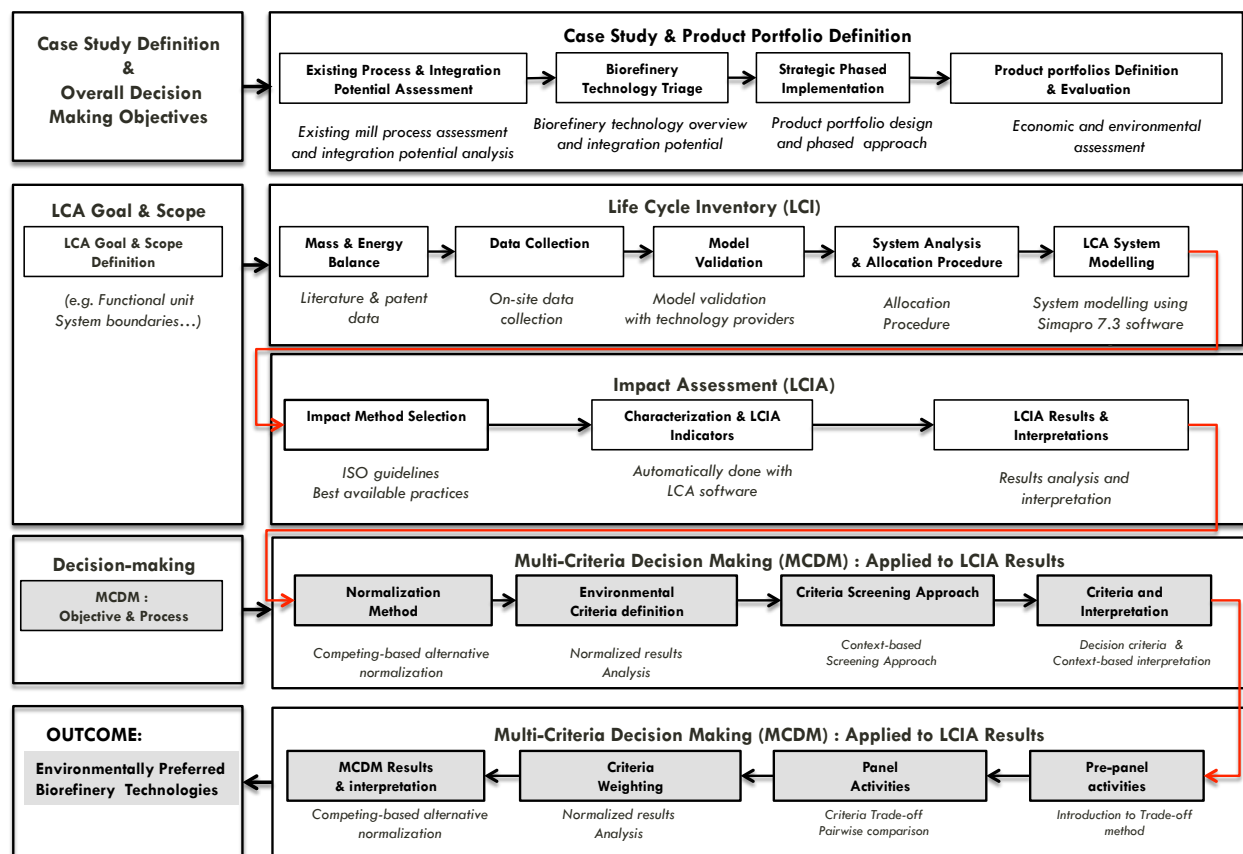 Case Study Definition
&
Overall Decision
Making Objectives
Case Study & Product Portfolio Definition
Existing Process & Integration
Potential Assessment
Biorefinery
Technology Triage
Strategic Phased
Implementation
Product portfolios Definition
& Evaluation
Existing mill process assessment
and integration potential analysis
Biorefinery technology overview
and integration potential
Product portfolio design
and phased approach
Economic and environmental
assessment
LCA Goal & Scope
LCA Goal & Scope
Definition
(e.g. Functional unit
System boundaries…)
Life Cycle Inventory (LCI)
Mass & Energy
Balance
Data Collection
Model
Validation
System Analysis
& Allocation Procedure
LCA System
Modelling
Literature & patent
data
On-site data
collection
Model validation
with technology providers
Allocation
Procedure
System modelling using
Simapro 7.3 software
Impact Assessment (LCIA)
Impact Method Selection
Characterization & LCIA
Indicators
LCIA Results &
Interpretations
ISO guidelines
Best available practices
Automatically done with
LCA software
Results analysis and
interpretation
Decision-making
MCDM :
Objective & Process
Multi-Criteria Decision Making (MCDM) : Applied to LCIA Results
Normalization
Method
Environmental
Criteria definition
Criteria Screening Approach
Criteria and
Interpretation
Competing-based alternative
normalization
Normalized results
Analysis
Context-based
Screening Approach
Decision criteria &
Context-based interpretation
OUTCOME:
Environmentally Preferred
Biorefinery Technologies
Multi-Criteria Decision Making (MCDM) : Applied to LCIA Results
MCDM Results
& interpretation
Criteria
Weighting
Panel
Activities
Pre-panel
activities
Competing-based alternative
normalization
Normalized results
Analysis
Criteria Trade-off
Pairwise comparison
Introduction to Trade-off
method